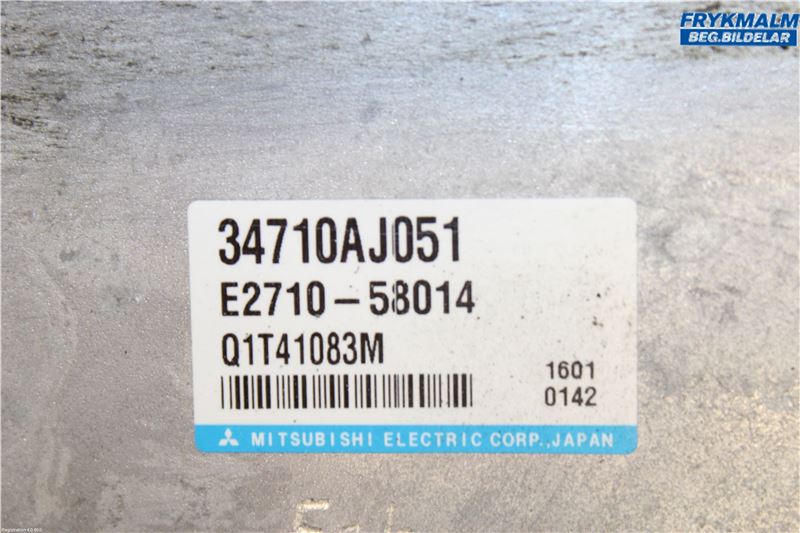 FRYKMALM
BEG.BILDELAR
34710AJ051
E2710-58014
Q1T41083M
1601
0142
MITSUBISHI ELECTRIC CORP.,JAPAN